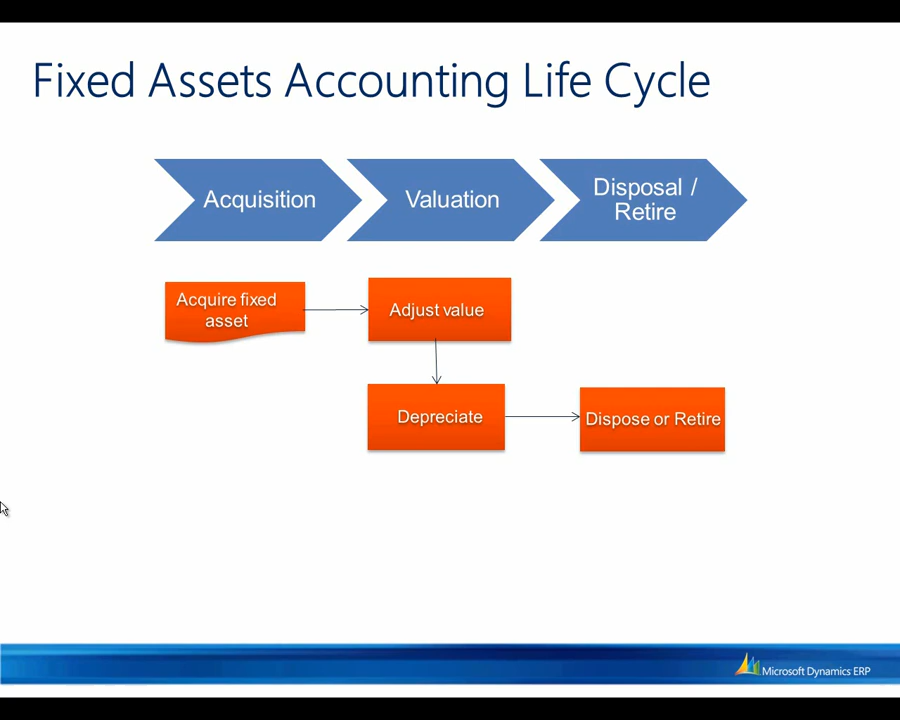 Fixed Assets Accounting Life Cycle
Acquisition
Valuation
Disposal /
Retire
Acquire fixed
asset
Adjust value
Depreciate
Dispose or Retire
Microsoft Dynamics ERP